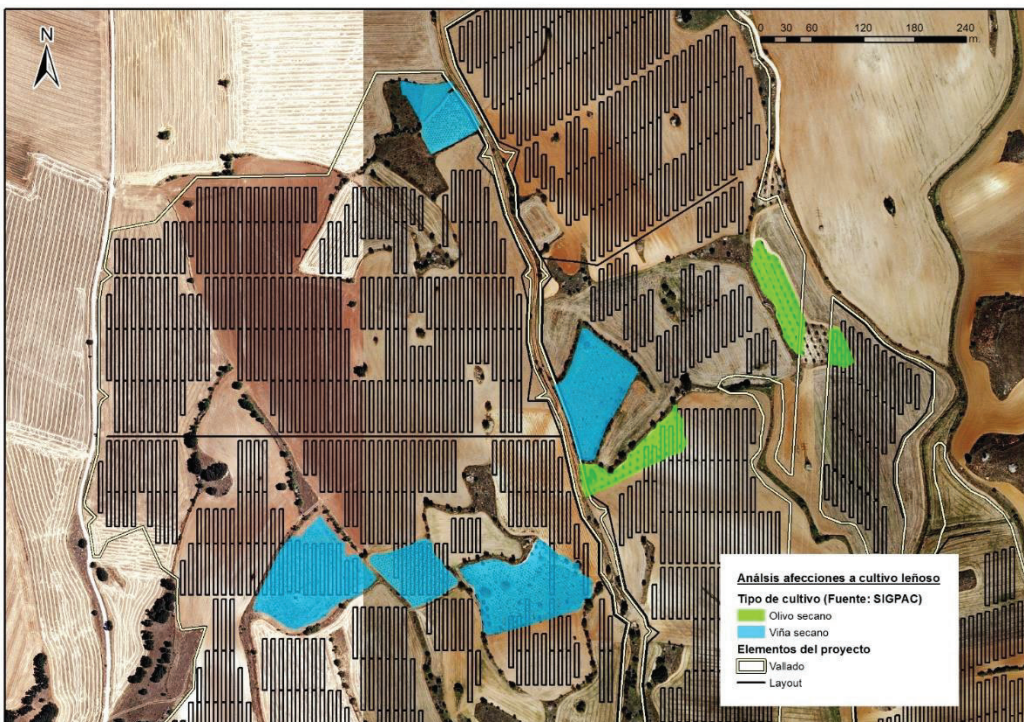 N
0 30 60 120 180 240
m
Análsis afecciones a cultivo leñoso
Tipo de cultivo (Fuente: SIGPAC)
Olivo secano
Viña secano
Elementos del proyecto
Vallado
Layout